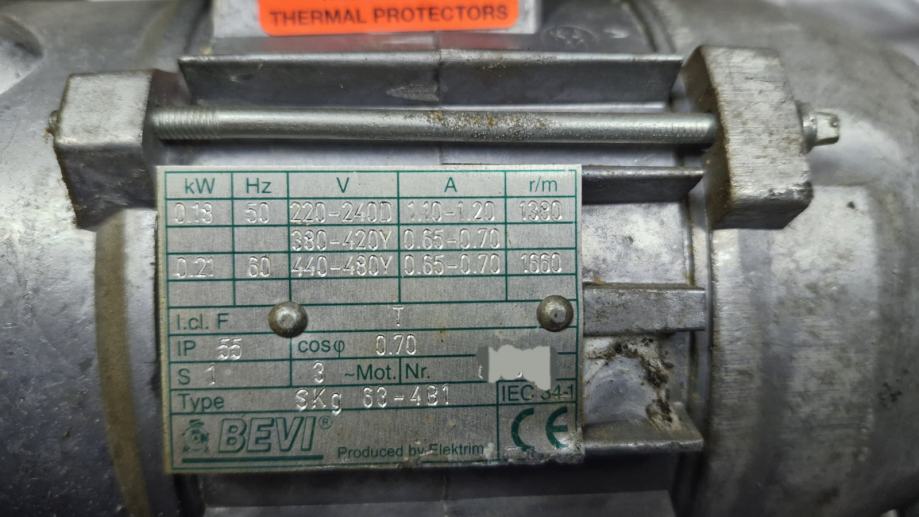 THERMAL PROTECTORS
kW Hz V A r/m
0.18 50 220-240D 1.10-1.20 1380
380-420Y 0.65-0.70
0.21 60 440-480Y 0.65-0.70 1660
I.cl. F T
IP 55 cosφ 0.70
S 1 3 ~Mot. Nr.
Type SKg 63-4B1 IEC 34-1
BEVI®
Produced by Elektrim CE